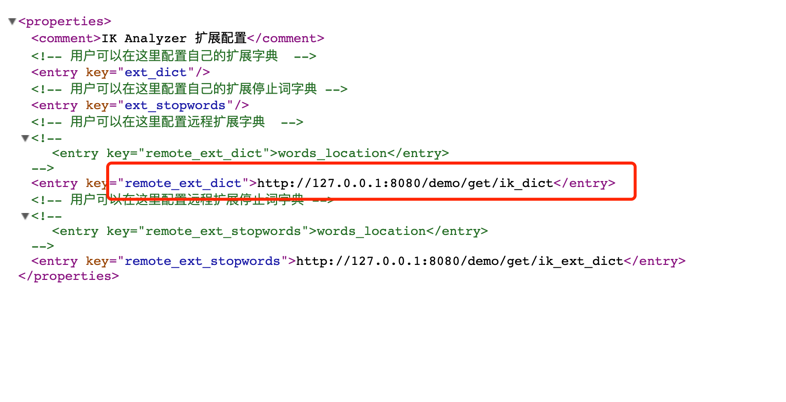 ▼<properties>
<comment>IK Analyzer 扩展配置</comment>
<!-- 用户可以在这里配置自己的扩展字典 -->
<entry key="ext_dict"/>
<!-- 用户可以在这里配置自己的扩展停止词字典 -->
<entry key="ext_stopwords"/>
<!-- 用户可以在这里配置远程扩展字典 -->
▼<!--
<entry key="remote_ext_dict">words_location</entry>
-->
<entry key="remote_ext_dict">http://127.0.0.1:8080/demo/get/ik_dict</entry>
<!-- 用户可以在这里配置远程扩展停止词字典 -->
▼<!--
<entry key="remote_ext_stopwords">words_location</entry>
-->
<entry key="remote_ext_stopwords">http://127.0.0.1:8080/demo/get/ik_ext_dict</entry>
</properties>